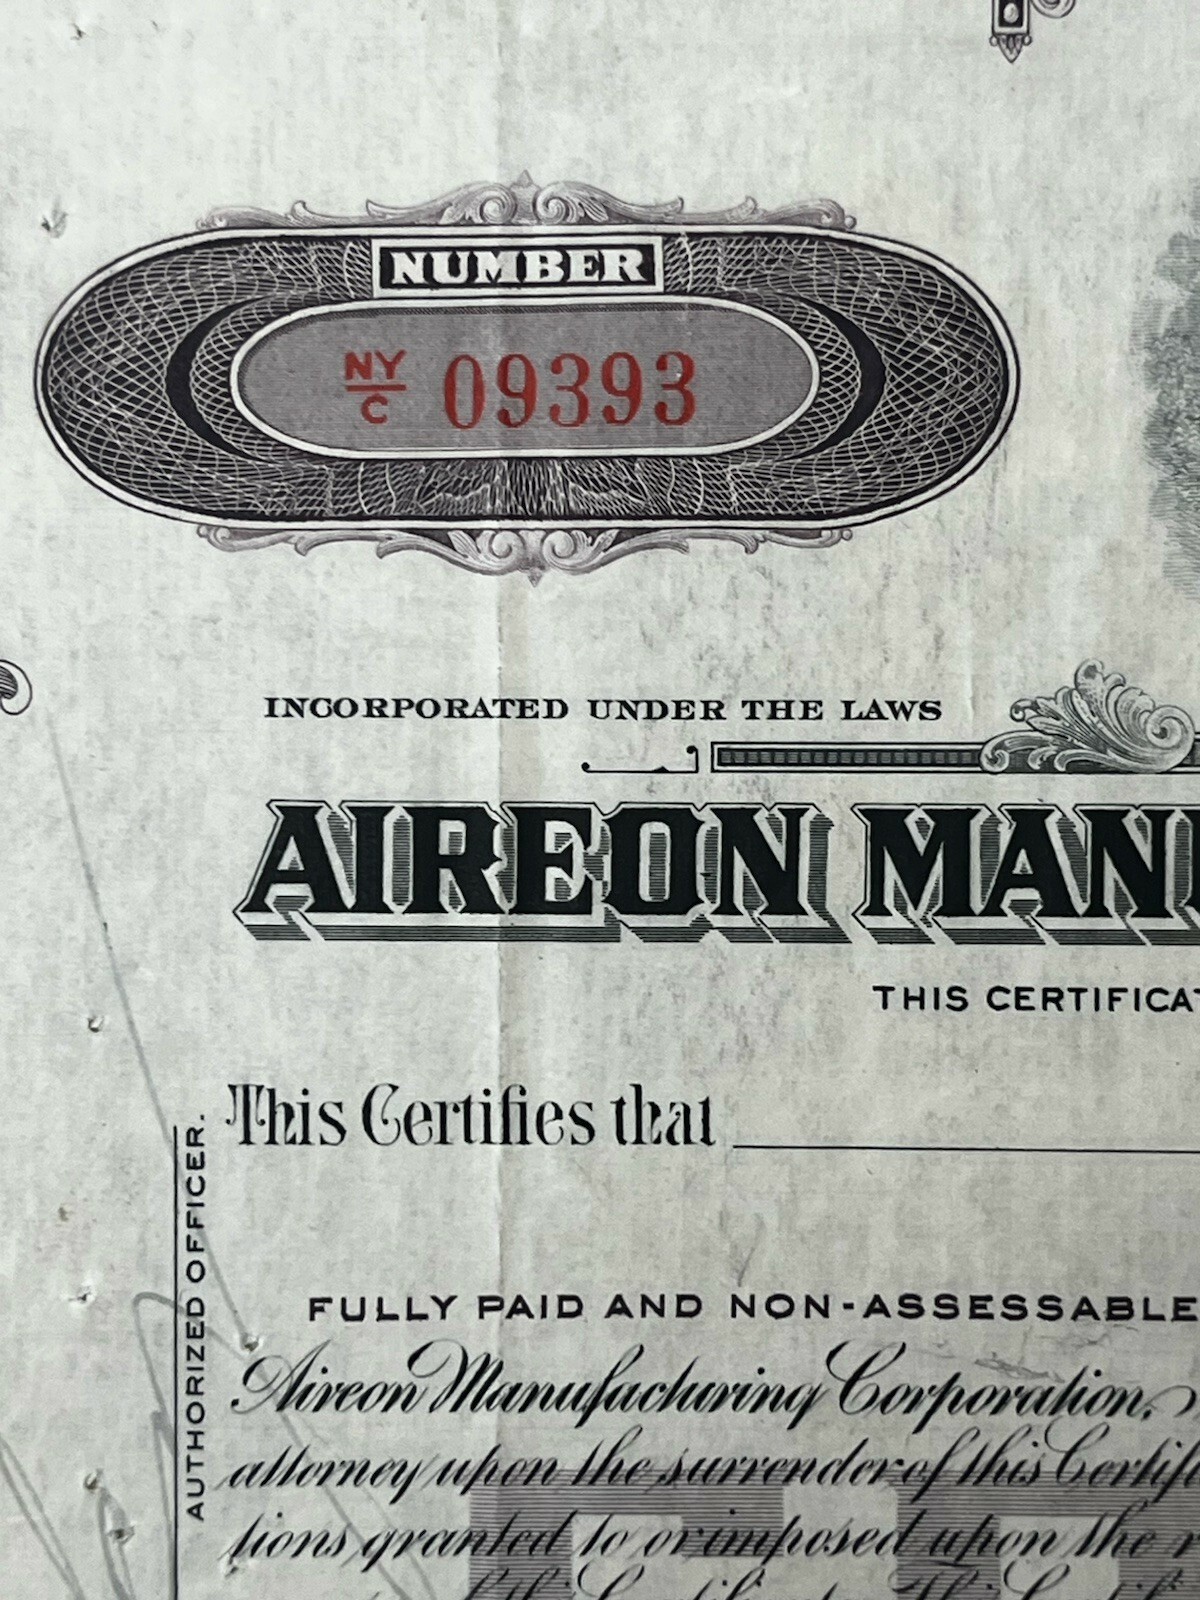 NUMBER
NY
C 09393
INCORPORATED UNDER THE LAWS
AIREON MAN
THIS CERTIFICA
This Certifies that
AUTHORIZED OFFICER.
FULLY PAID AND NON-ASSESSABLE
Aireon Manufacturing Corporation,
attorney upon the surrender of this Certif
tions granted to or imposed upon the